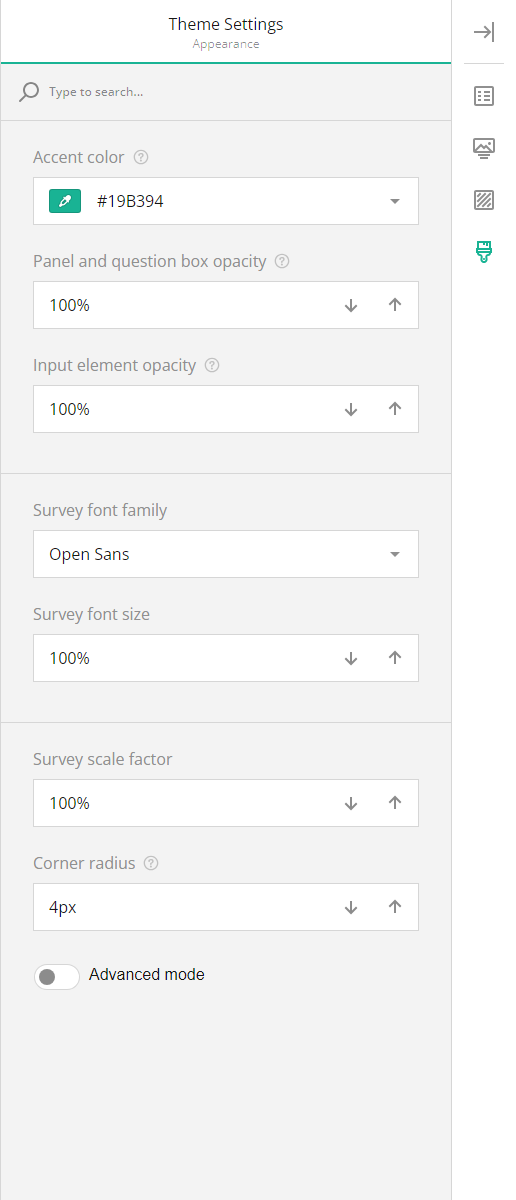 Theme Settings
Appearance
Type to search...
Accent color
#19B394
Panel and question box opacity
100%
Input element opacity
100%
Survey font family
Open Sans
Survey font size
100%
Survey scale factor
100%
Corner radius
4px
Advanced mode